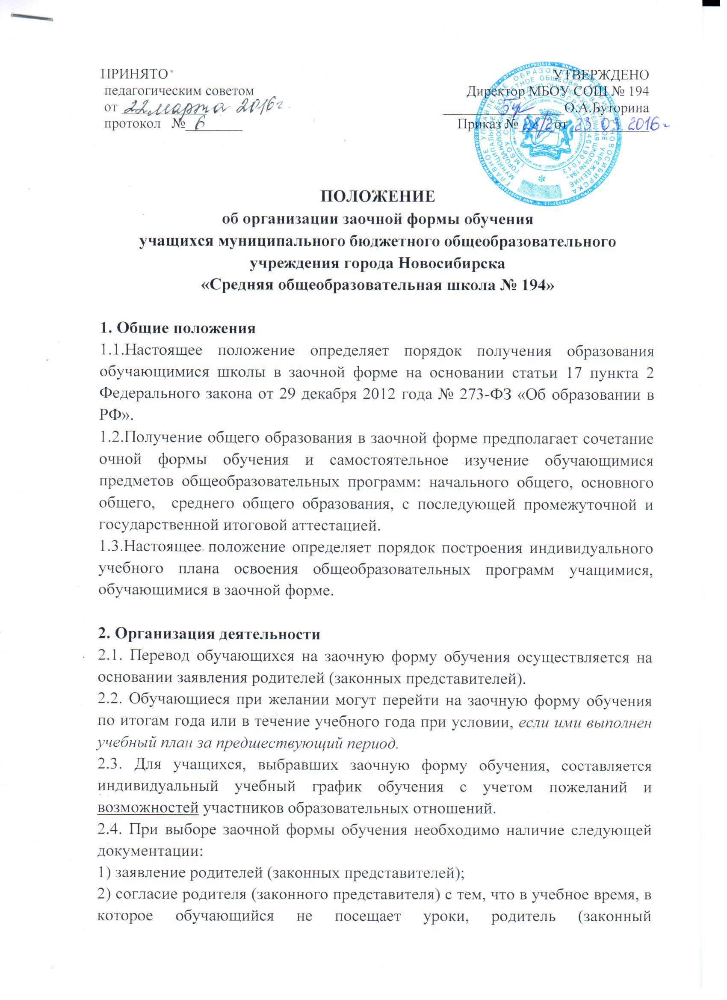 ПРИНЯТО
педагогическим советом
от 22 марта 2016г
протокол № 6
УТВЕРЖДЕНО
Директор МБОУ СОШ № 194
О.А.Буторина
Приказ № от 23 03 2016г
ПОЛОЖЕНИЕ
об организации заочной формы обучения
учащихся муниципального бюджетного общеобразовательного
учреждения города Новосибирска
«Средняя общеобразовательная школа № 194»
1. Общие положения
1.1.Настоящее положение определяет порядок получения образования
обучающимися школы в заочной форме на основании статьи 17 пункта 2
Федерального закона от 29 декабря 2012 года № 273-ФЗ «Об образовании в
РФ».
1.2.Получение общего образования в заочной форме предполагает сочетание
очной формы обучения и самостоятельное изучение обучающимися
предметов общеобразовательных программ: начального общего, основного
общего, среднего общего образования, с последующей промежуточной и
государственной итоговой аттестацией.
1.3.Настоящее положение определяет порядок построения индивидуального
учебного плана освоения общеобразовательных программ учащимися,
обучающимися в заочной форме.
2. Организация деятельности
2.1. Перевод обучающихся на заочную форму обучения осуществляется на
основании заявления родителей (законных представителей).
2.2. Обучающиеся при желании могут перейти на заочную форму обучения
по итогам года или в течение учебного года при условии, если ими выполнен
учебный план за предшествующий период.
2.3. Для учащихся, выбравших заочную форму обучения, составляется
индивидуальный учебный график обучения с учетом пожеланий и
возможностей участников образовательных отношений.
2.4. При выборе заочной формы обучения необходимо наличие следующей
документации:
1) заявление родителей (законных представителей);
2) согласие родителя (законного представителя) с тем, что в учебное время, в
которое обучающийся не посещает уроки, родитель (законный